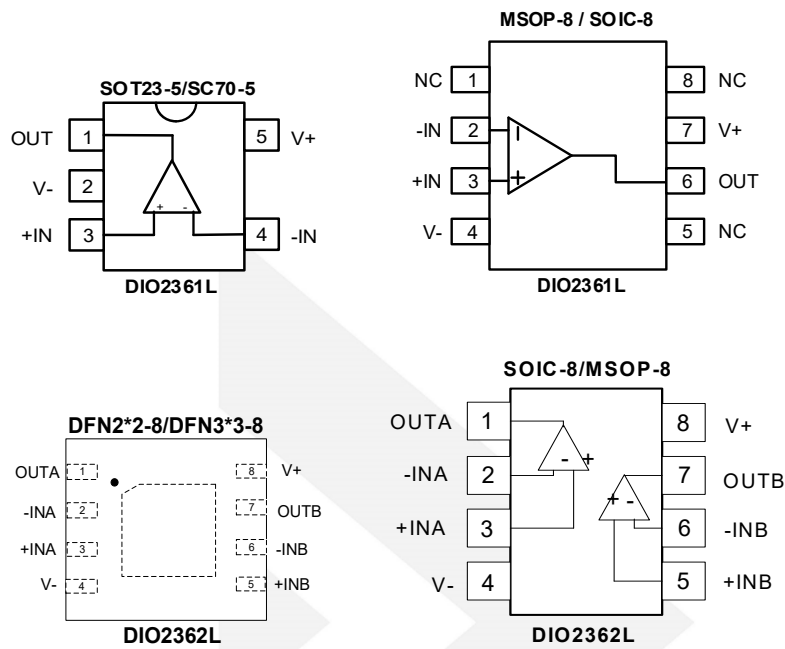 SOT23-5/SC70-5
OUT 1 5 V+
V- 2
+IN 3 + - 4 -IN
DIO2361L
MSOP-8 / SOIC-8
NC 1 8 NC
-IN 2 - 7 V+
+IN 3 + 6 OUT
V- 4 5 NC
DIO2361L
DFN2*2-8/DFN3*3-8
OUTA 1 8 V+
-INA 2 7 OUTB
+INA 3 6 -INB
V- 4 5 +INB
DIO2362L
SOIC-8/MSOP-8
OUTA 1 8 V+
-INA 2 - + 7 OUTB
+INA 3 + - 6 -INB
V- 4 5 +INB
DIO2362L